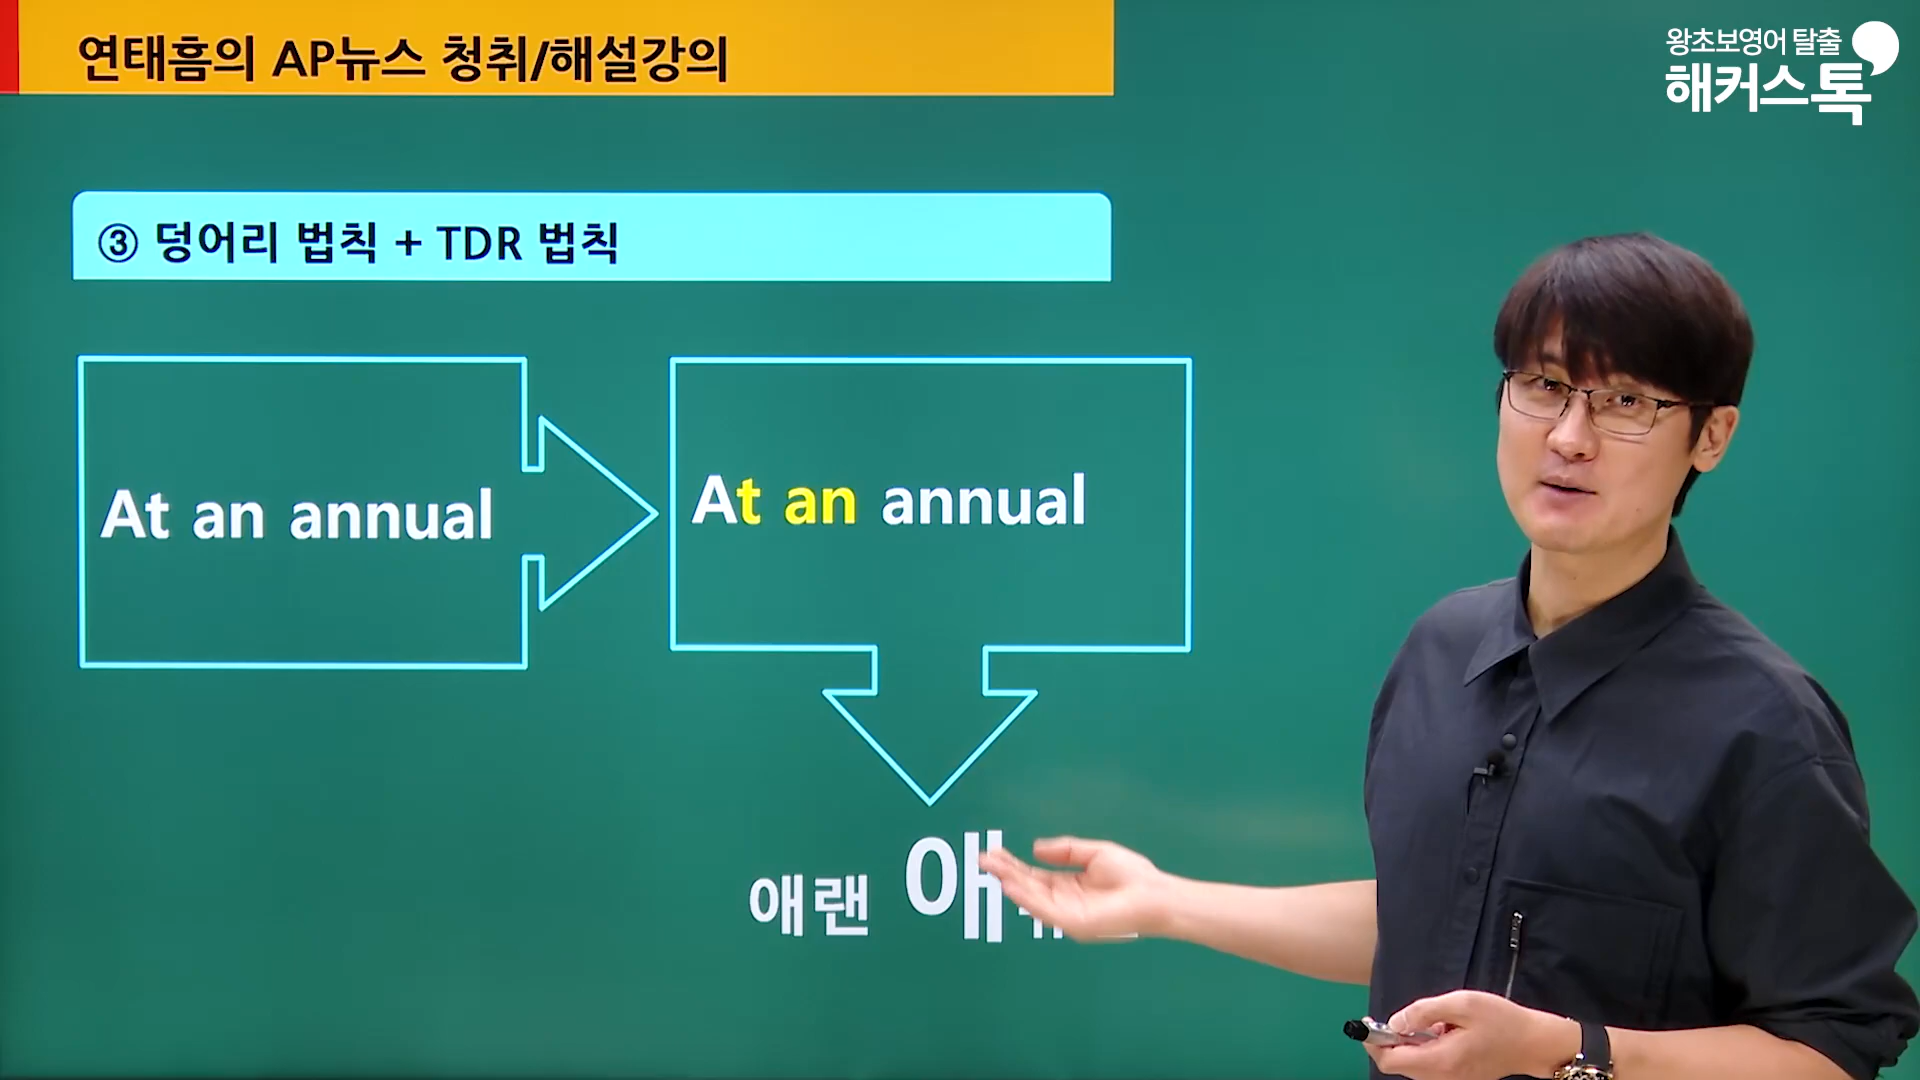 연태흠의 AP뉴스 청취/해설강의
왕초보영어 탈출
해커스톡
③ 덩어리 법칙 + TDR 법칙
At an annual
At an annual
애랜 애